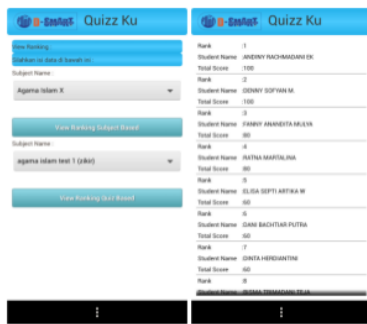 U-SMART Quizz Ku
View Ranking
Silahkan isi data di bawah ini
Subject Name :
Agama Islam X
View Ranking Subject Based
Subject Name :
agama islam test 1 (zikir)
View Ranking Quiz Based
Quizz Ku
Rank :1
Student Name :ANDINY RACHMADANI EK
Total Score :100
Rank :2
Student Name :DENNY SOFYAN M.
Total Score :100
Rank :3
Student Name :FANNY ANANDITA MULYA
Total Score :80
Rank :4
Student Name :RATNA MARTALINA
Total Score :80
Rank :5
Student Name :ELISA SEPTI ARTIKA W
Total Score :60
Rank :6
Student Name :DANI BACHTIAR PUTRA
Total Score :60
Rank :7
Student Name :DINTA HERDIANTINI
Total Score :60
Rank :8
Student Name